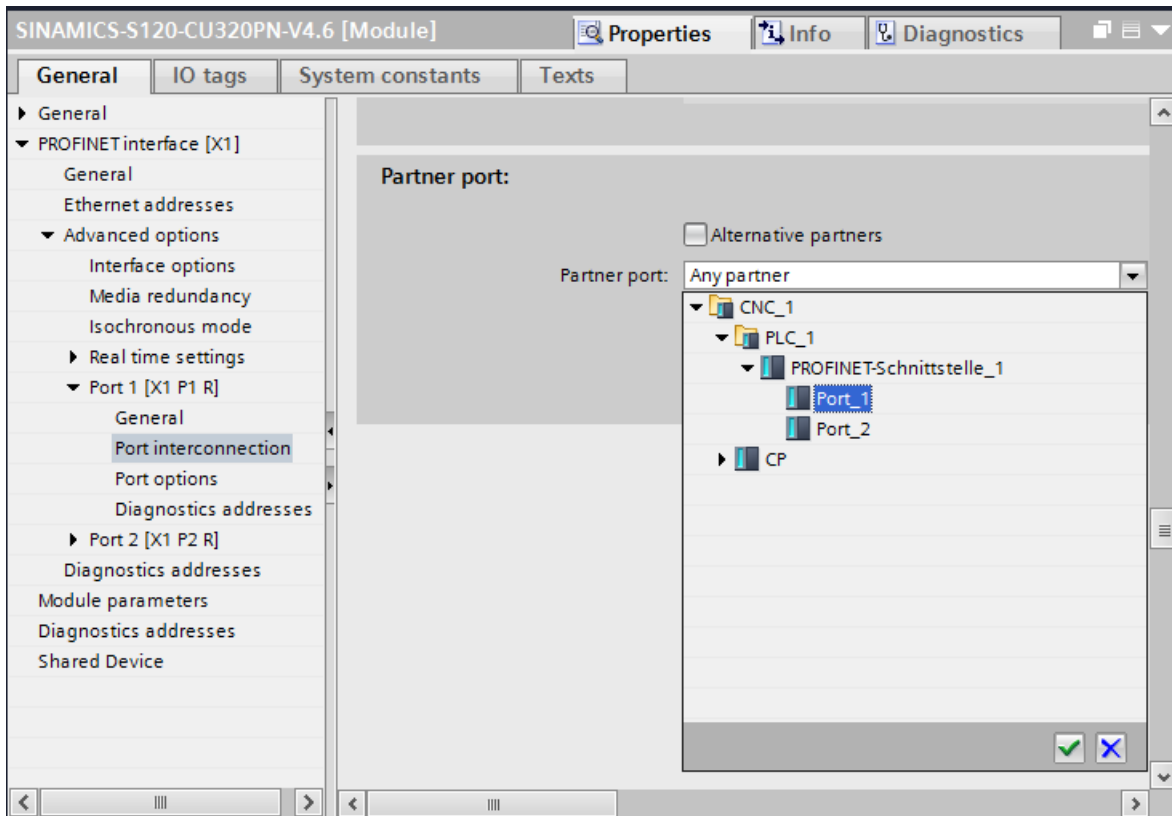 SINAMICS-S120-CU320PN-V4.6 [Module]
Properties
Info
Diagnostics
General
IO tags
System constants
Texts
General
PROFINET interface [X1]
General
Ethernet addresses
Advanced options
Interface options
Media redundancy
Isochronous mode
Real time settings
Port 1 [X1 P1 R]
General
Port interconnection
Port options
Diagnostics addresses
Port 2 [X1 P2 R]
Diagnostics addresses
Module parameters
Diagnostics addresses
Shared Device
Partner port:
Alternative partners
Partner port: Any partner
CNC_1
PLC_1
PROFINET-Schnittstelle_1
Port_1
Port_2
CP